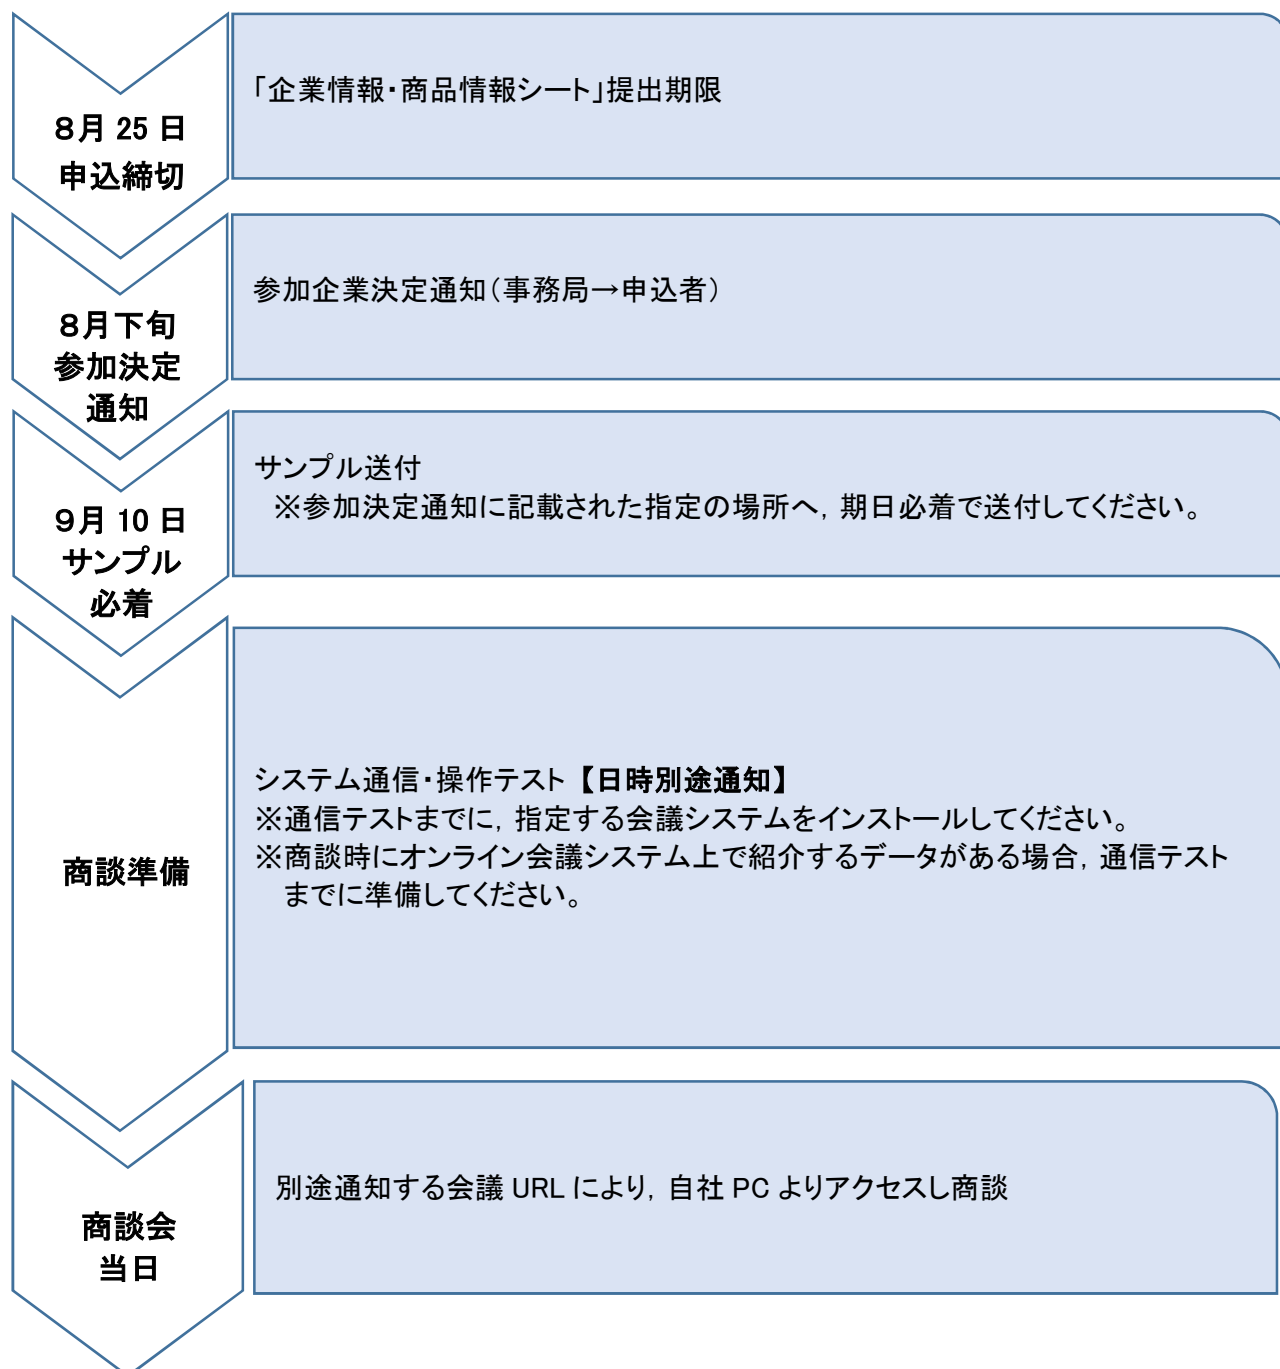 ８月 25 日
申込締切
「企業情報・商品情報シート」提出期限
８月下旬
参加決定
通知
参加企業決定通知（事務局→申込者）
９月 10 日
サンプル
必着
サンプル送付
※参加決定通知に記載された指定の場所へ，期日必着で送付してください。
商談準備
システム通信・操作テスト【日時別途通知】
※通信テストまでに，指定する会議システムをインストールしてください。
※商談時にオンライン会議システム上で紹介するデータがある場合，通信テスト
までに準備してください。
商談会
当日
別途通知する会議 URL により，自社 PC よりアクセスし商談